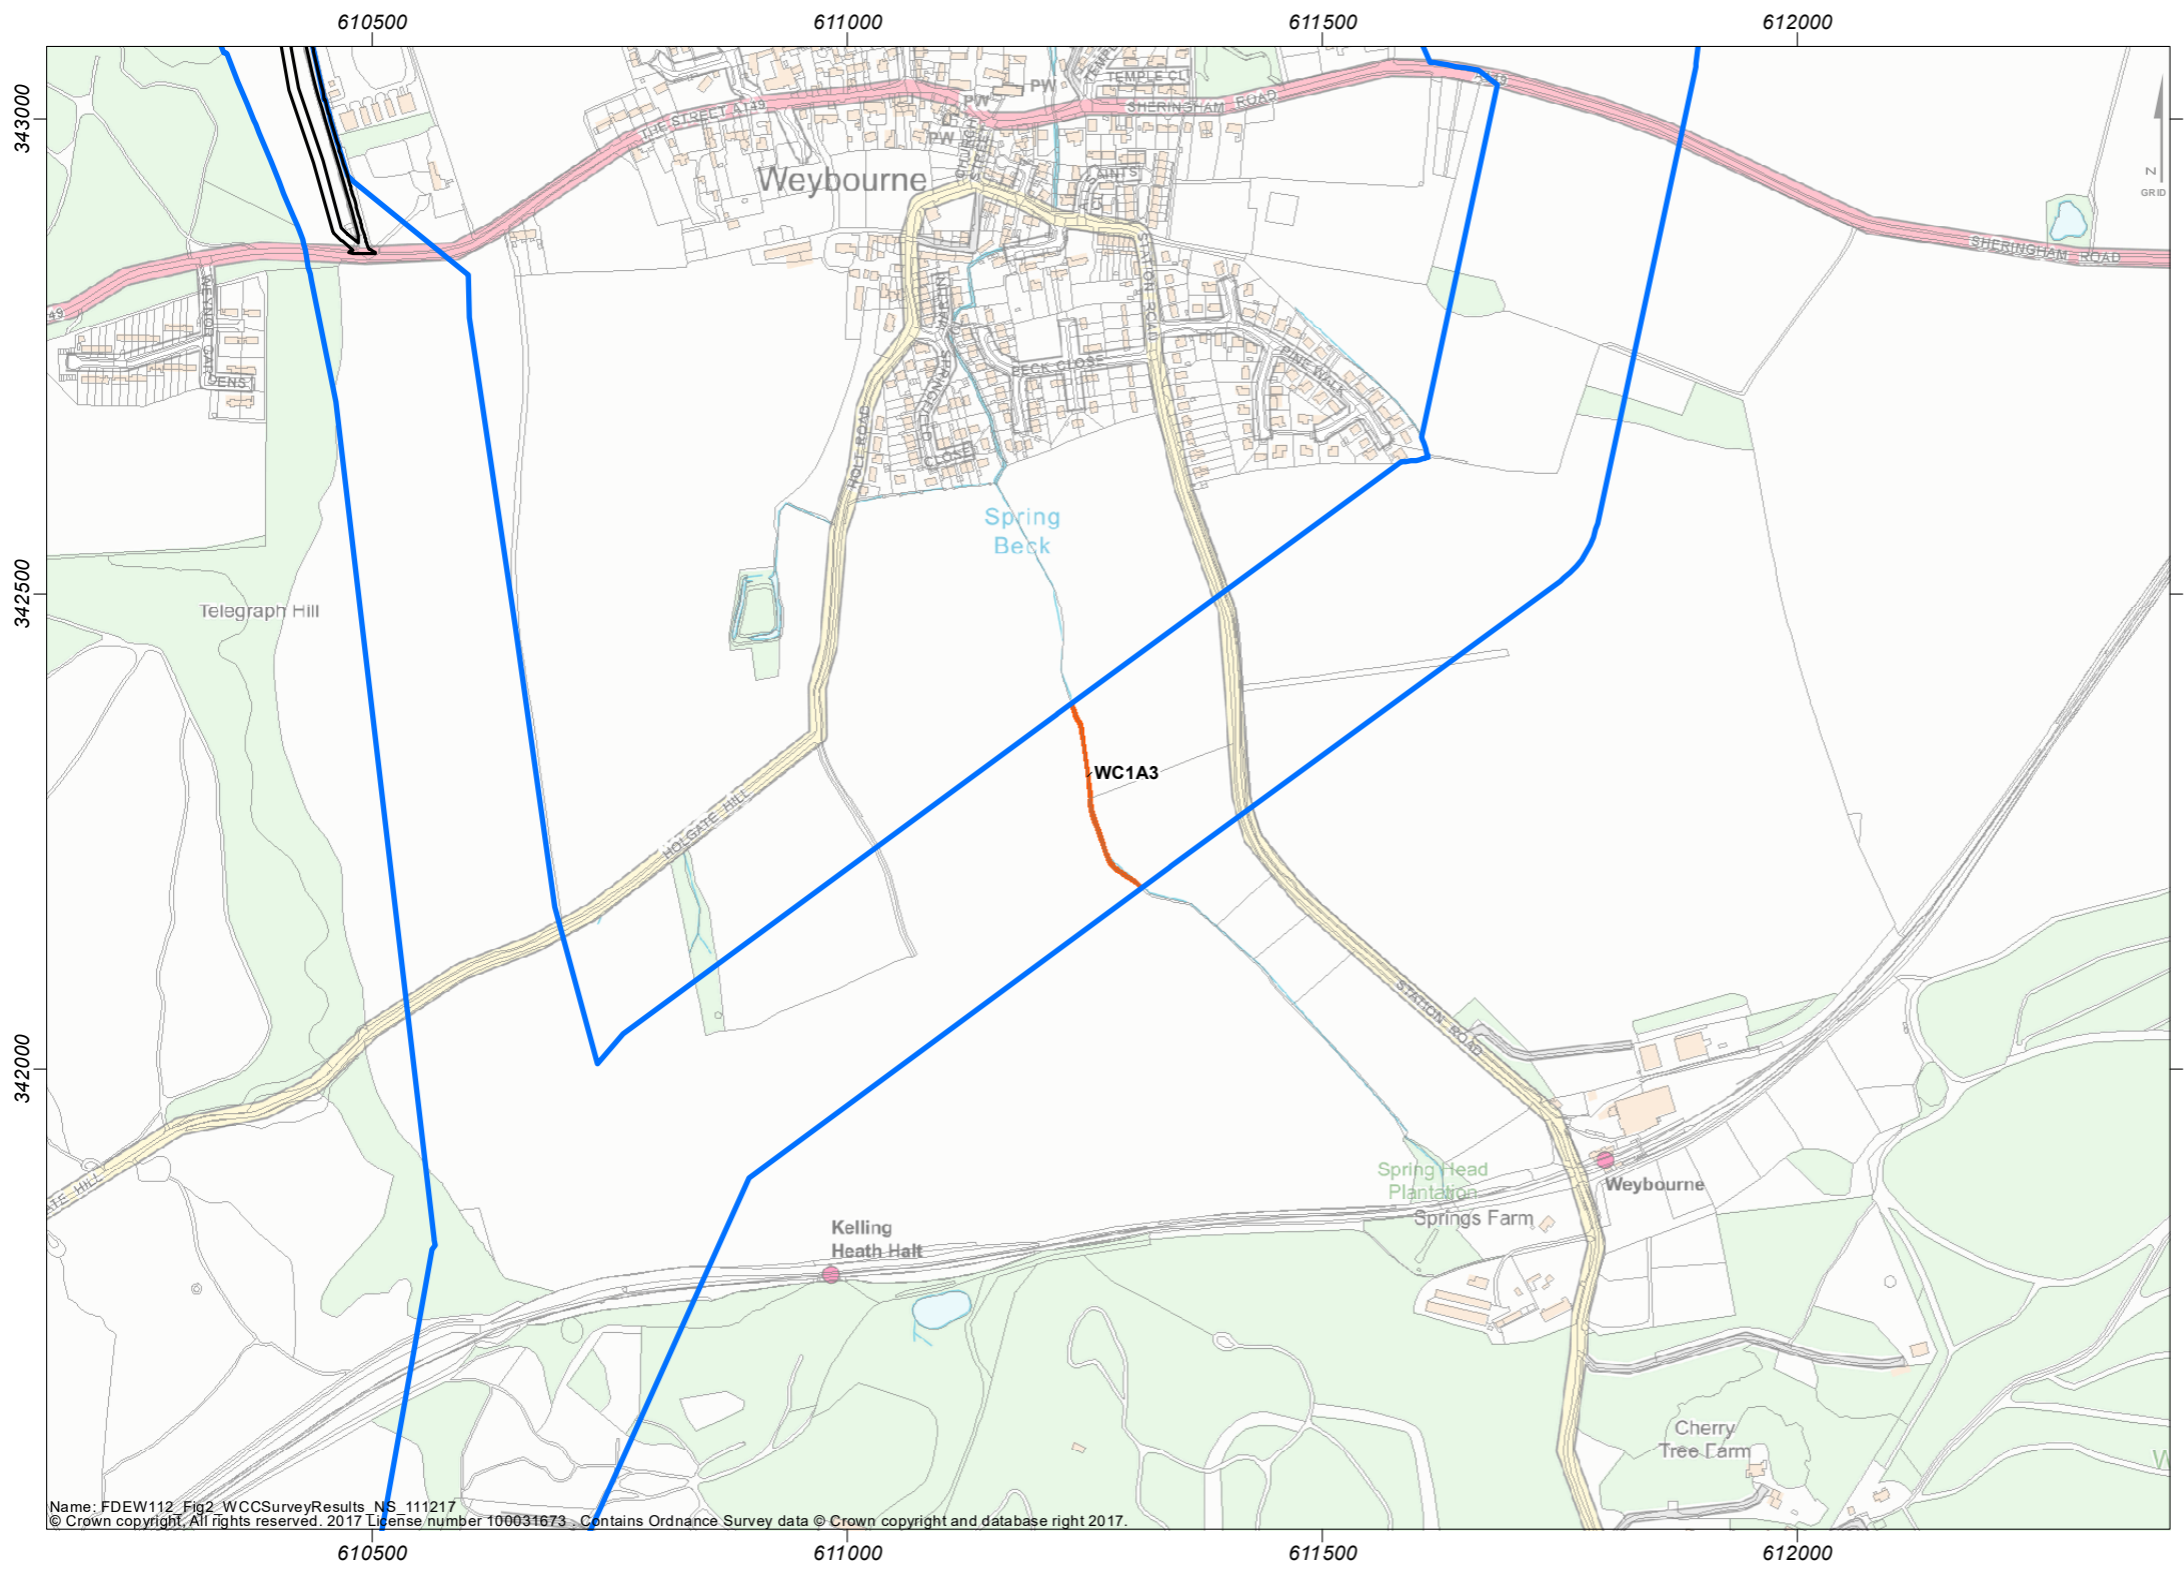 610500 611000 611500 612000
343000
342500
342000
TEMPLE CL
PW
PW
PW
A149
SHERINGHAM ROAD
THE STREET A149
Weybourne
STATION ROAD
SHERINGHAM ROAD
N
GRID
49
BECK CLOSE
PINE WALK
SPRINGFIELD
CLOSE
HOLT ROAD
Spring
Beck
Telegraph Hill
WC1A3
HOLGATE HILL
STATION ROAD
Spring Head
Plantation
Weybourne
Springs Farm
Kelling
Heath Halt
GATE HILL
Cherry
Tree Farm
W
Name: FDEW112_Fig2_WCCSurveyResults_NS_111217
© Crown copyright, All rights reserved. 2017 License number 100031673 . Contains Ordnance Survey data © Crown copyright and database right 2017.
610500 611000 611500 612000